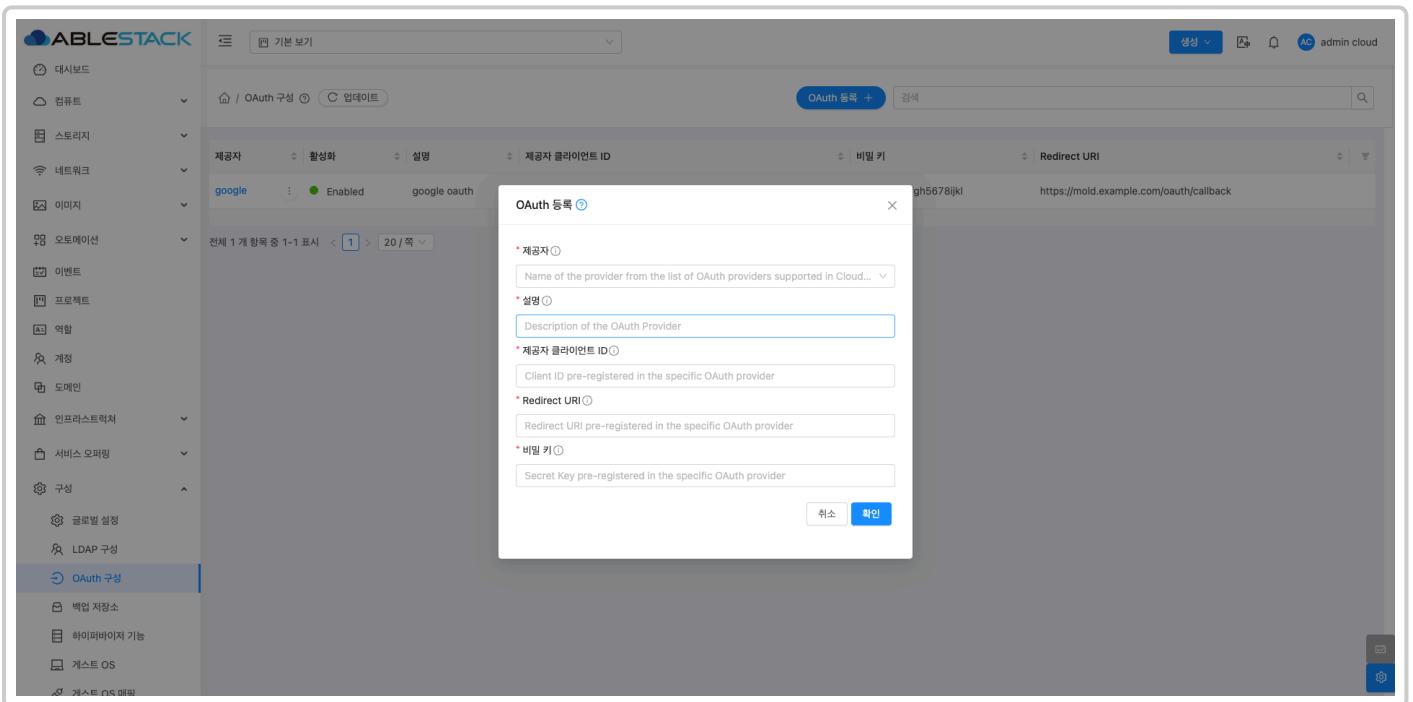 ABLESTACK
기본 보기
생성
AC admin cloud
대시보드
컴퓨트
스토리지
네트워크
이미지
오토메이션
이벤트
프로젝트
역할
계정
도메인
인프라스트럭쳐
서비스 오퍼링
구성
글로벌 설정
LDAP 구성
OAuth 구성
백업 저장소
하이퍼바이저 기능
게스트 OS
게스트 OS 매핑
/ OAuth 구성 업데이트
OAuth 등록 +
검색
제공자 활성화 설명 제공자 클라이언트 ID 비밀 키 Redirect URI
google Enabled google oauth gh5678ijkl https://mold.example.com/oauth/callback
전체 1 개 항목 중 1-1 표시 < 1 > 20 / 쪽
OAuth 등록
* 제공자
Name of the provider from the list of OAuth providers supported in Cloud...
* 설명
Description of the OAuth Provider
* 제공자 클라이언트 ID
Client ID pre-registered in the specific OAuth provider
* Redirect URI
Redirect URI pre-registered in the specific OAuth provider
* 비밀 키
Secret Key pre-registered in the specific OAuth provider
취소 확인